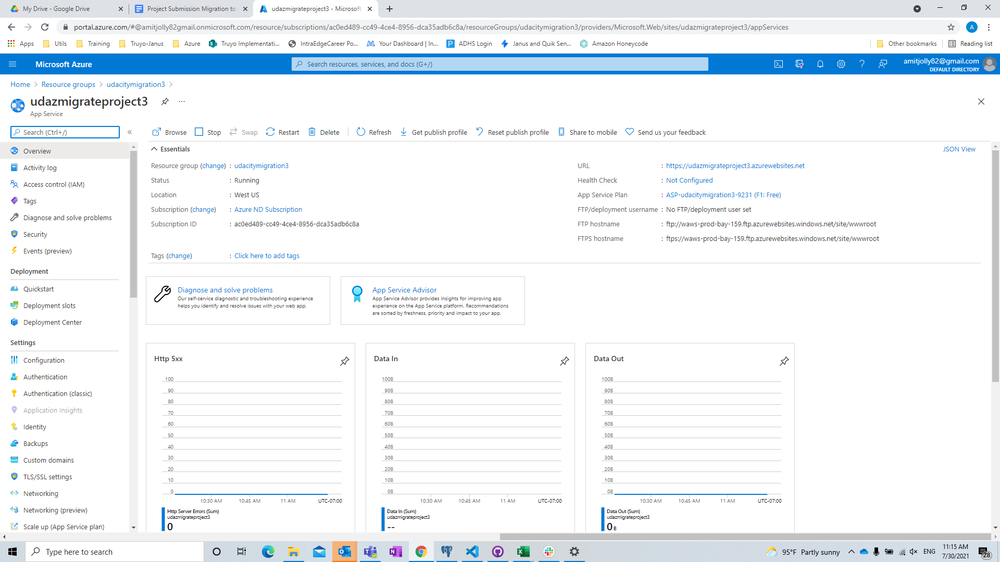 My Drive - Google Drive
Project Submission Migration to
udazmigrateproject3 - Microsoft
portal.azure.com/#@amitjolly82gmail.onmicrosoft.com/resource/subscriptions/ac0ed489-cc49-4ce4-8956-dca35adb6c8a/resourceGroups/udacitymigration3/providers/Microsoft.Web/sites/udazmigrateproject3/appServices
A
Apps Utils Training Truyo-Janus Azure Truyo Implementati... IntraEdgeCareer Po... Your Dashboard | In... ADHS Login Janus and Quik Sen... Amazon Honeycode Other bookmarks Reading list
Microsoft Azure
Search resources, services, and docs (G+/)
amitjolly82@gmail.com
DEFAULT DIRECTORY
Home > Resource groups > udacitymigration3 >
udazmigrateproject3
App Service
Search (Ctrl+/)
Overview
Activity log
Access control (IAM)
Tags
Diagnose and solve problems
Security
Events (preview)
Deployment
Quickstart
Deployment slots
Deployment Center
Settings
Configuration
Authentication
Authentication (classic)
Application Insights
Identity
Backups
Custom domains
TLS/SSL settings
Networking
Networking (preview)
Scale up (App Service plan)
Browse Stop Swap Restart Delete Refresh Get publish profile Reset publish profile Share to mobile Send us your feedback
Essentials
JSON View
Resource group (change) : udacitymigration3
Status : Running
Location : West US
Subscription (change) : Azure ND Subscription
Subscription ID : ac0ed489-cc49-4ce4-8956-dca35adb6c8a
Tags (change) : Click here to add tags
URL : https://udazmigrateproject3.azurewebsites.net
Health Check : Not Configured
App Service Plan : ASP-udacitymigration3-9231 (F1: Free)
FTP/deployment username : No FTP/deployment user set
FTP hostname : ftp://waws-prod-bay-159.ftp.azurewebsites.windows.net/site/wwwroot
FTPS hostname : ftps://waws-prod-bay-159.ftp.azurewebsites.windows.net/site/wwwroot
Diagnose and solve problems
Our self-service diagnostic and troubleshooting experience
helps you identify and resolve issues with your web app.
App Service Advisor
App Service Advisor provides insights for improving app
experience on the App Service platform. Recommendations
are sorted by freshness, priority and impact to your app.
Http 5xx
100
90
80
70
60
50
40
30
20
10
0
10:30 AM 10:45 AM 11 AM UTC-07:00
Http Server Errors (Sum)
udazmigrateproject3
0
Data In
100B
90B
80B
70B
60B
50B
40B
30B
20B
10B
0B
10:30 AM 10:45 AM 11 AM UTC-07:00
Data In (Sum)
udazmigrateproject3
--
Data Out
100B
90B
80B
70B
60B
50B
40B
30B
20B
10B
0B
10:30 AM 10:45 AM 11 AM UTC-07:00
Data Out (Sum)
udazmigrateproject3
0 B
Type here to search
95°F Partly sunny
ENG
11:15 AM
7/30/2021
28